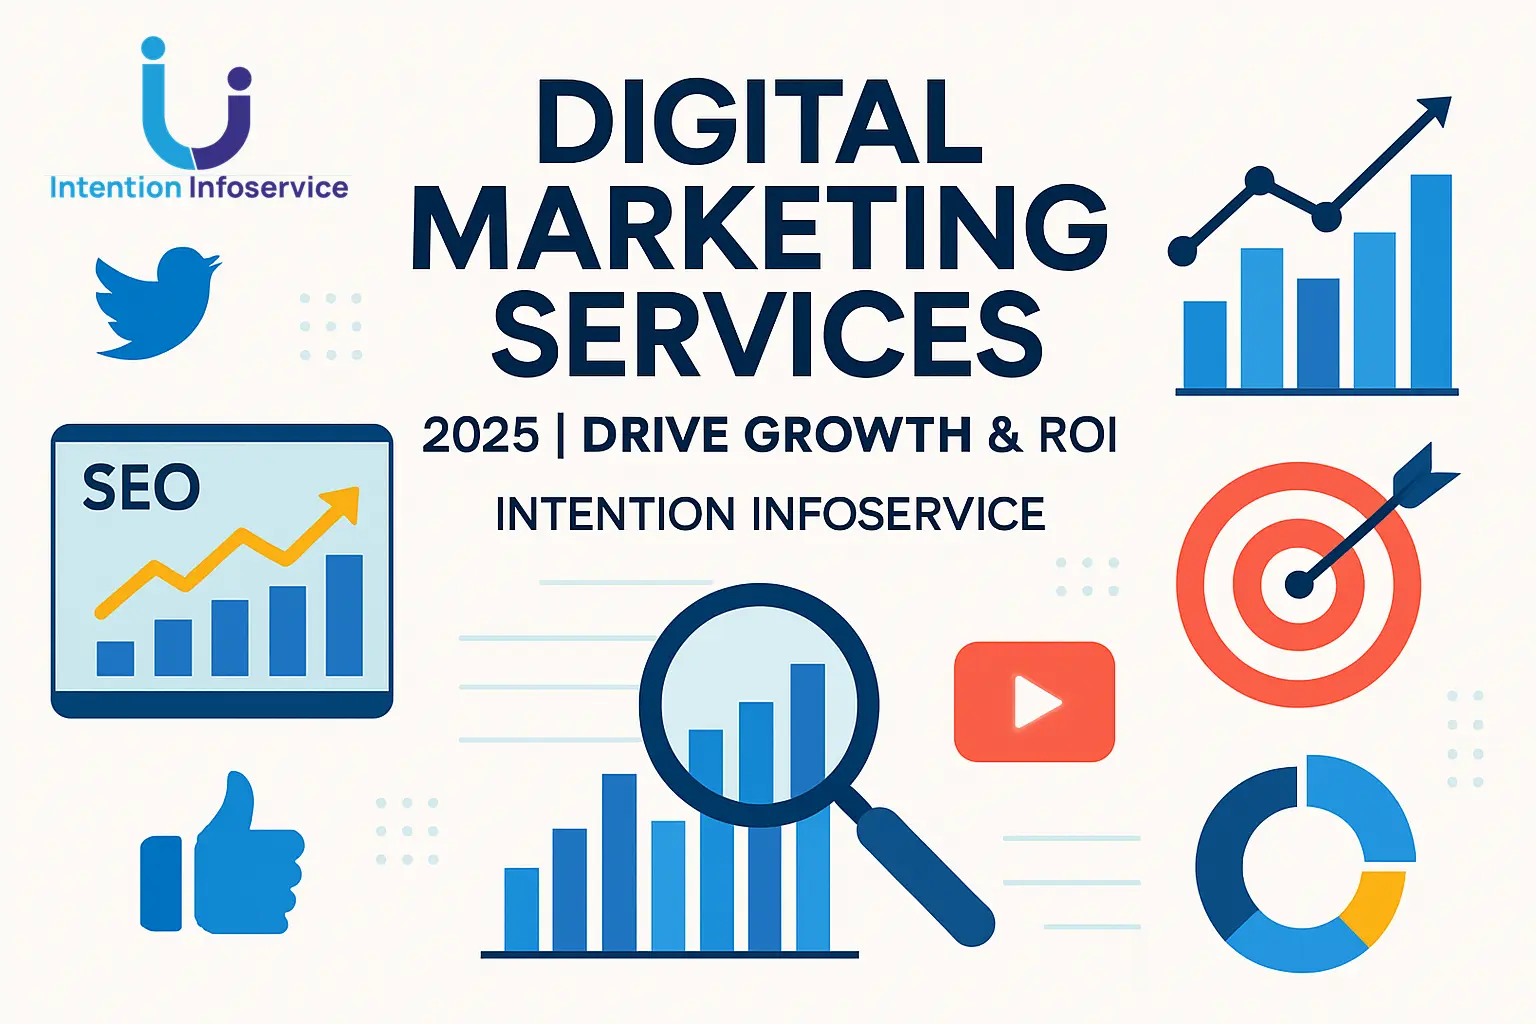 Intention Infoservice
DIGITAL
MARKETING
SERVICES
2025 | DRIVE GROWTH & ROI
INTENTION INFOSERVICE
SEO